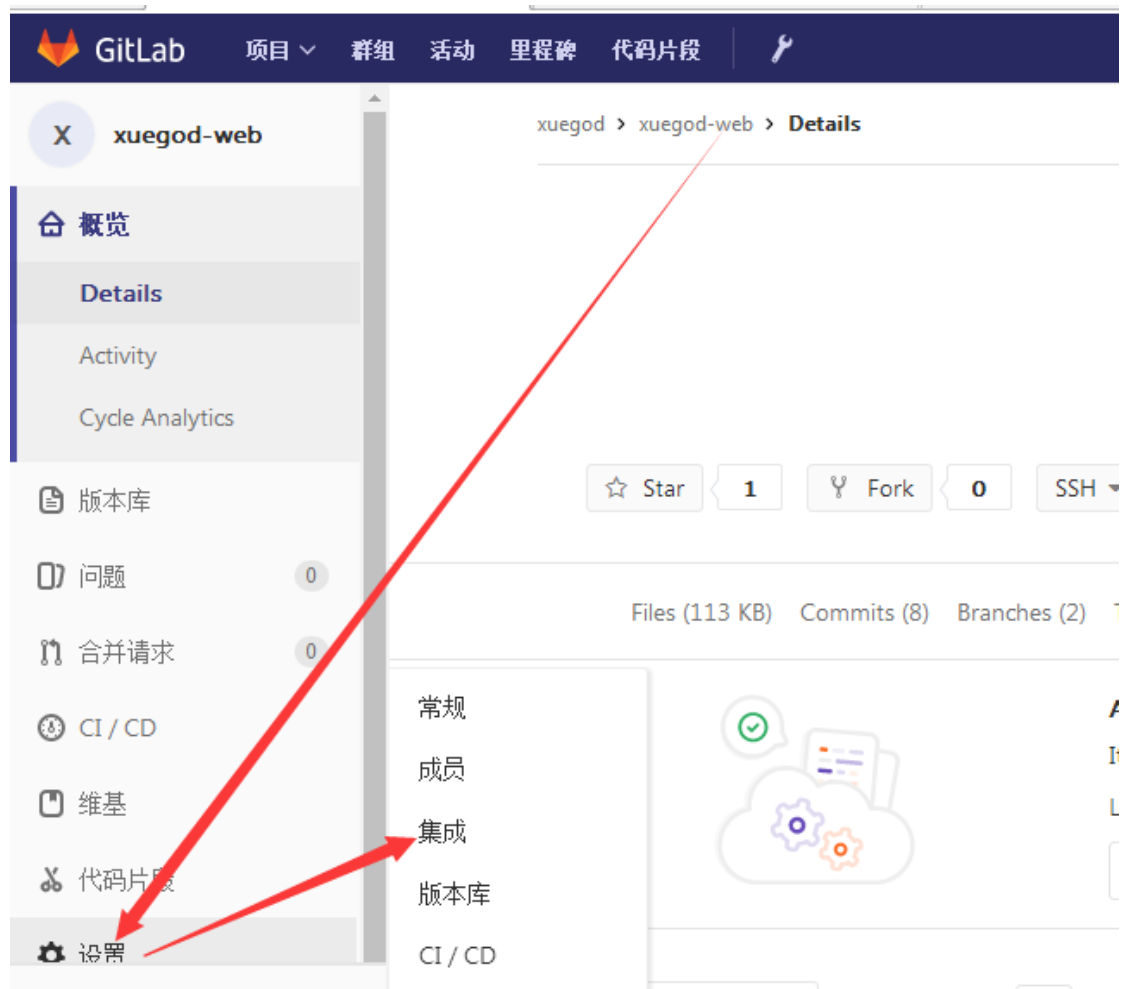 GitLab 项目 群组 活动 里程碑 代码片段
X xuegod-web
xuegod > xuegod-web > Details
概览
Details
Activity
Cycle Analytics
版本库
Star 1 Fork 0 SSH
问题 0
Files (113 KB) Commits (8) Branches (2)
合并请求 0
常规
CI / CD
成员
维基
集成
代码片段
版本库
设置
CI / CD